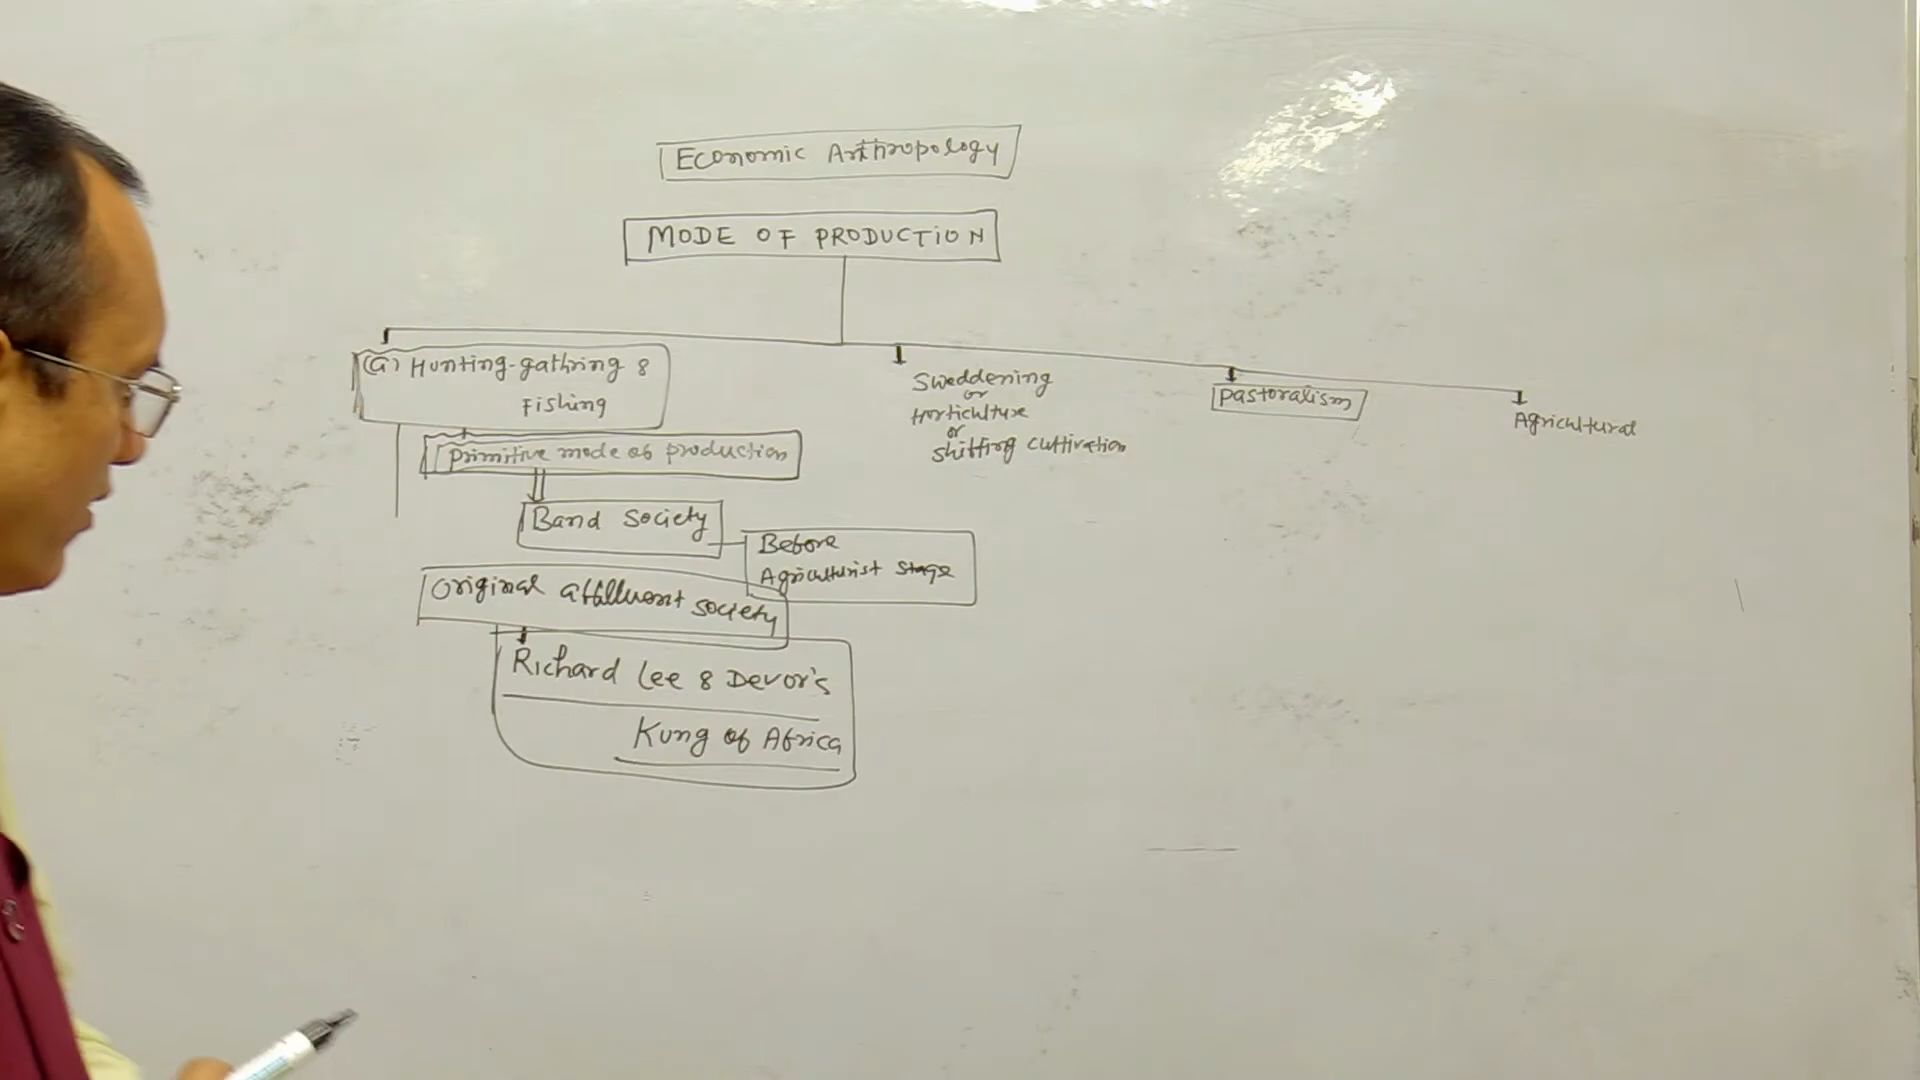 Economic Anthropology
MODE OF PRODUCTION
(a) Hunting-gathring &
Fishing
Primitive mode of production
Band Society
Before
Agriculturist stage
Original affluent society
Richard Lee & Devor's
Kung of Africa
Sweddening
or
Horticulture
or
shifting cultivation
Pastoralism
Agricultural